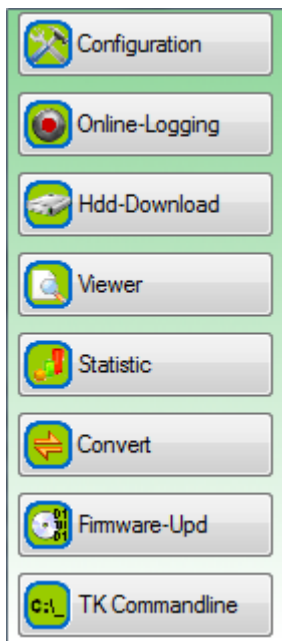 Configuration
Online-Logging
Hdd-Download
Viewer
Statistic
Convert
Firmware-Upd
C:\_ TK Commandline